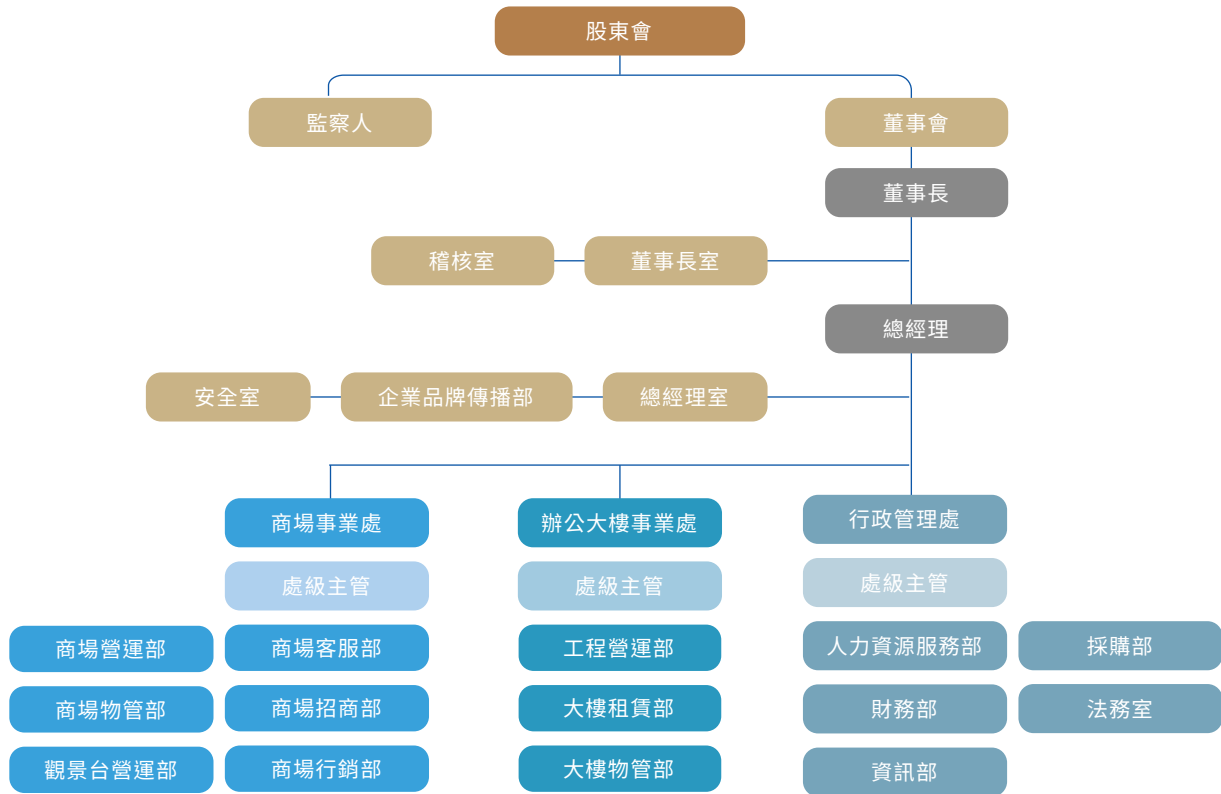 股東會
監察人
董事會
董事長
稽核室
董事長室
總經理
安全室
企業品牌傳播部
總經理室
商場事業處
辦公大樓事業處
行政管理處
處級主管
處級主管
處級主管
商場營運部
商場客服部
工程營運部
人力資源服務部
採購部
商場物管部
商場招商部
大樓租賃部
財務部
法務室
觀景台營運部
商場行銷部
大樓物管部
資訊部